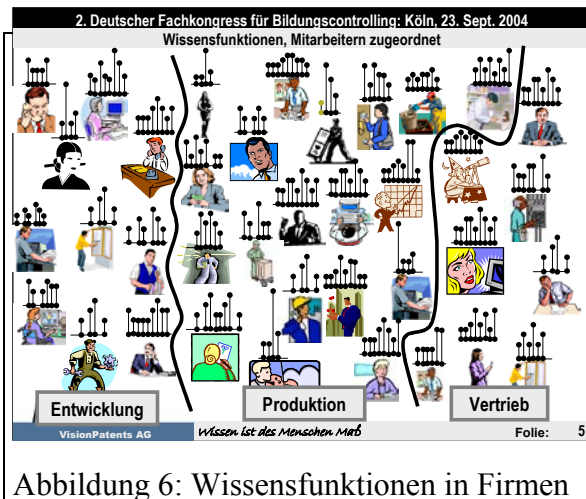 2. Deutscher Fachkongress für Bildungscontrolling: Köln, 23. Sept. 2004
Wissensfunktionen, Mitarbeitern zugeordnet
Entwicklung
Produktion
Vertrieb
VisionPatents AG
Wissen ist des Menschen Maß
Folie: 5
Abbildung 6: Wissensfunktionen in Firmen